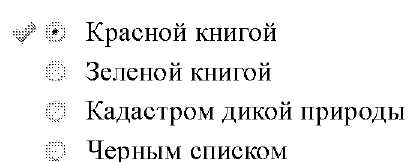 Красной книгой
Зеленой книгой
Кадастром дикой природы
Черным списком